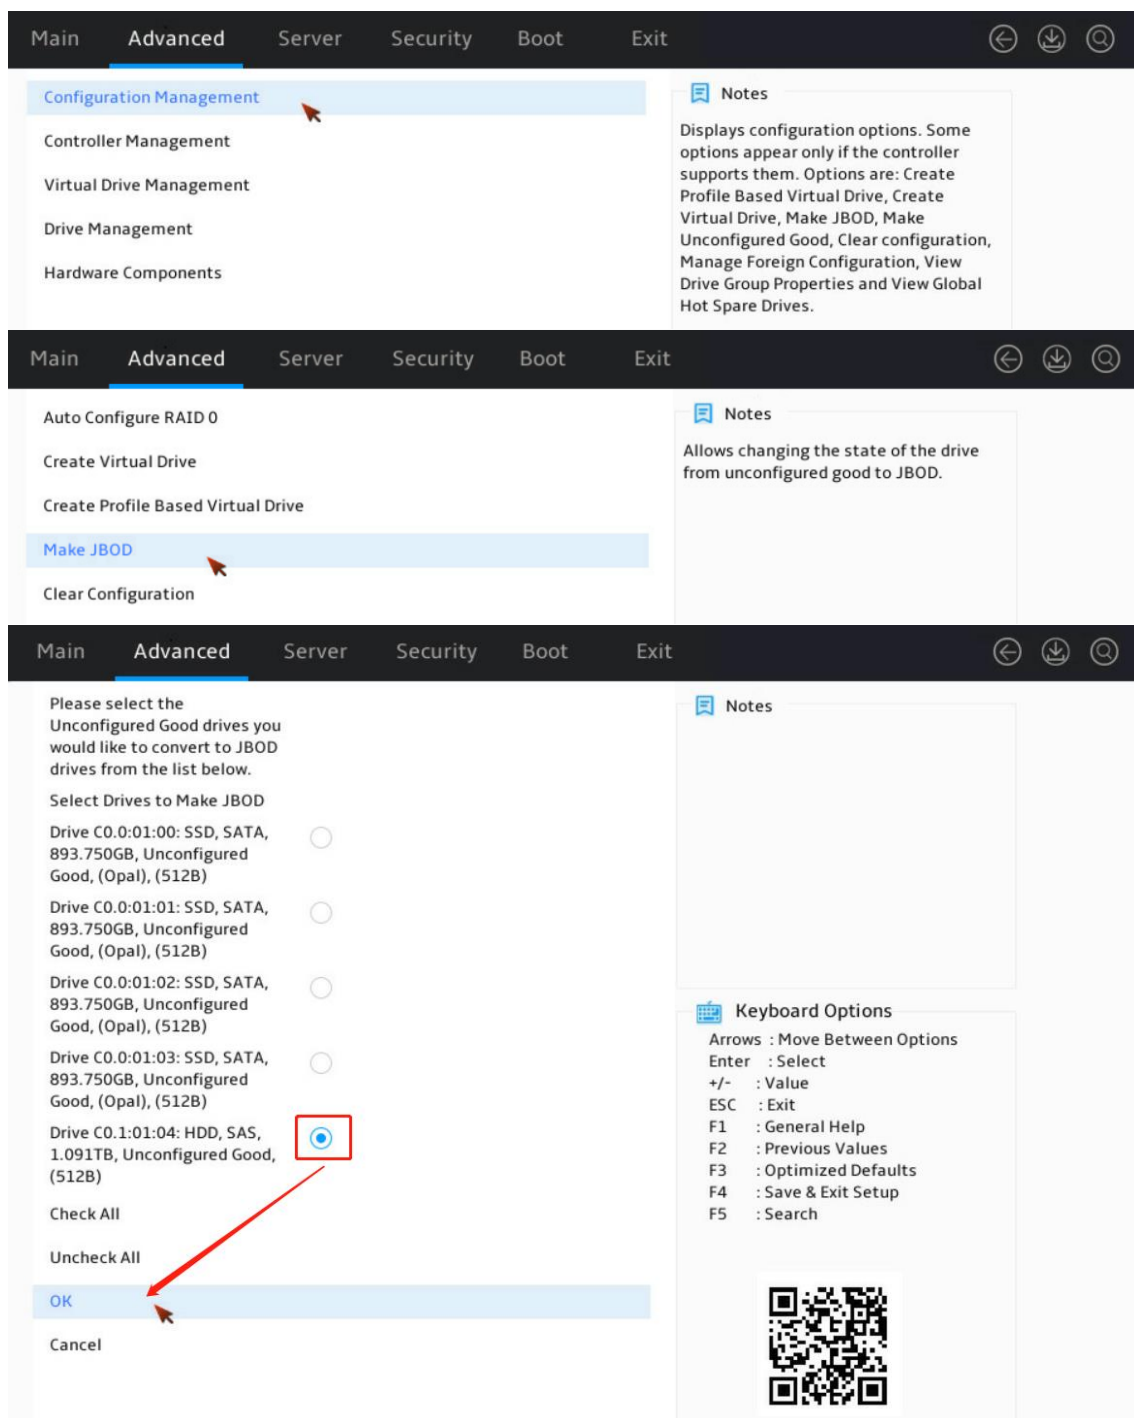 Main Advanced Server Security Boot Exit
Configuration Management
Controller Management
Virtual Drive Management
Drive Management
Hardware Components
Notes
Displays configuration options. Some
options appear only if the controller
supports them. Options are: Create
Profile Based Virtual Drive, Create
Virtual Drive, Make JBOD, Make
Unconfigured Good, Clear configuration,
Manage Foreign Configuration, View
Drive Group Properties and View Global
Hot Spare Drives.
Main Advanced Server Security Boot Exit
Auto Configure RAID 0
Create Virtual Drive
Create Profile Based Virtual Drive
Make JBOD
Clear Configuration
Notes
Allows changing the state of the drive
from unconfigured good to JBOD.
Main Advanced Server Security Boot Exit
Please select the
Unconfigured Good drives you
would like to convert to JBOD
drives from the list below.
Select Drives to Make JBOD
Drive C0.0:01:00: SSD, SATA,
893.750GB, Unconfigured
Good, (Opal), (512B)
Drive C0.0:01:01: SSD, SATA,
893.750GB, Unconfigured
Good, (Opal), (512B)
Drive C0.0:01:02: SSD, SATA,
893.750GB, Unconfigured
Good, (Opal), (512B)
Drive C0.0:01:03: SSD, SATA,
893.750GB, Unconfigured
Good, (Opal), (512B)
Drive C0.1:01:04: HDD, SAS,
1.091TB, Unconfigured Good,
(512B)
Check All
Uncheck All
OK
Cancel
Notes
Keyboard Options
Arrows : Move Between Options
Enter : Select
+/- : Value
ESC : Exit
F1 : General Help
F2 : Previous Values
F3 : Optimized Defaults
F4 : Save & Exit Setup
F5 : Search